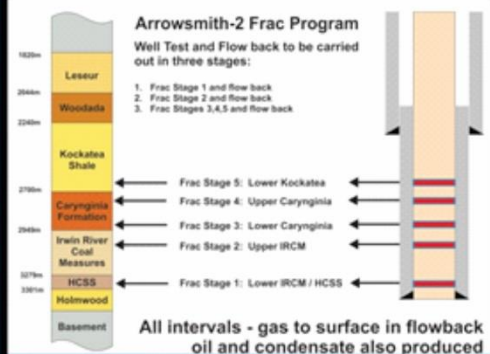 Arrowsmith-2 Frac Program
Well Test and Flow back to be carried
out in three stages:
1. Frac Stage 1 and flow back
2. Frac Stage 2 and flow back
3. Frac Stages 3,4,5 and flow back
Leseur
2044m
Woodada
2240m
Kockatea
Shale
2700m
Carynginia
Formation
2949m
Irwin River
Coal
Measures
3279m
HCSS
Holmwood
Basement
Frac Stage 5: Lower Kockatea
Frac Stage 4: Upper Carynginia
Frac Stage 3: Lower Carynginia
Frac Stage 2: Upper IRCM
Frac Stage 1: Lower IRCM / HCSS
All intervals - gas to surface in flowback
oil and condensate also produced